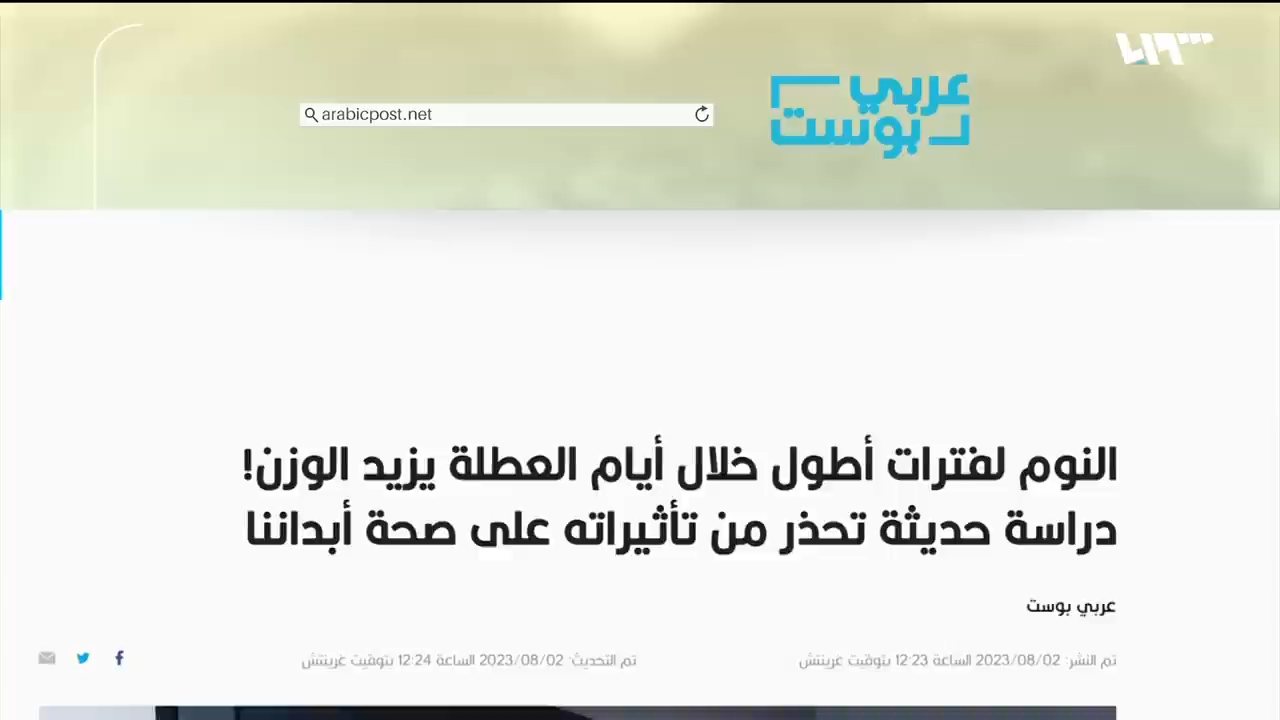 سوريا
عربي
بوست
arabicpost.net
النوم لفترات أطول خلال أيام العطلة يزيد الوزن!
دراسة حديثة تحذر من تأثيراته على صحة أبداننا
عربي بوست
تم النشر: 2023/08/02 الساعة 12:23 بتوقيت غرينتش
تم التحديث: 2023/08/02 الساعة 12:24 بتوقيت غرينتش